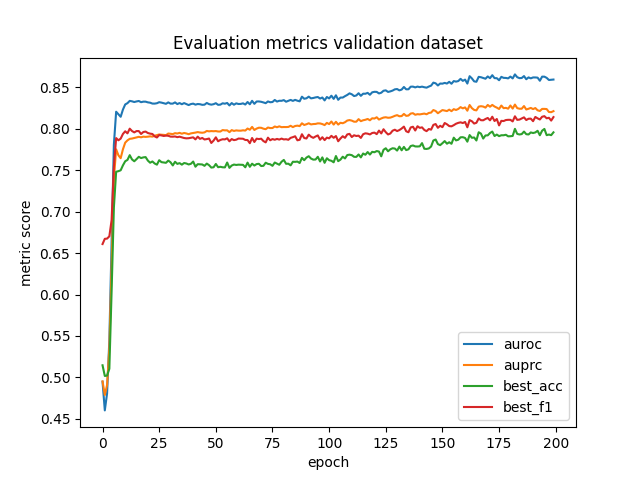 Evaluation metrics validation dataset
metric score
0.85
0.80
0.75
0.70
0.65
0.60
0.55
0.50
0.45
auroc
auprc
best_acc
best_f1
0 25 50 75 100 125 150 175 200
epoch